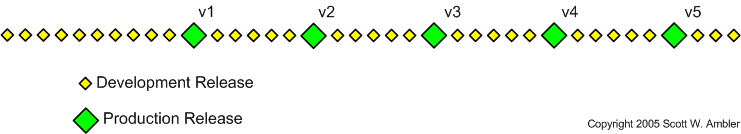 v1 v2 v3 v4 v5
Development Release
Production Release
Copyright 2005 Scott W. Ambler